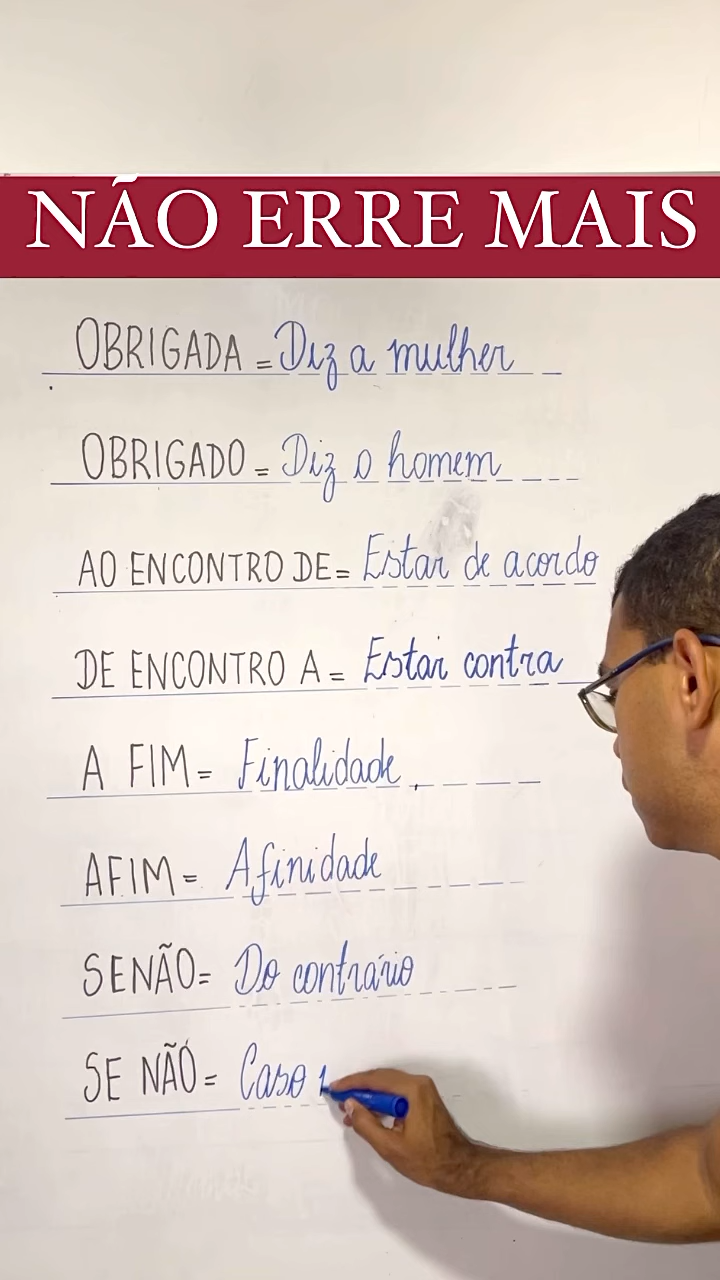 NÃO ERRE MAIS
OBRIGADA = Diz a mulher
OBRIGADO = Diz o homem
AO ENCONTRO DE = Estar de acordo
DE ENCONTRO A = Estar contra
A FIM = Finalidade
AFIM = Afinidade
SENÃO = Do contrário
SE NÃO = Caso